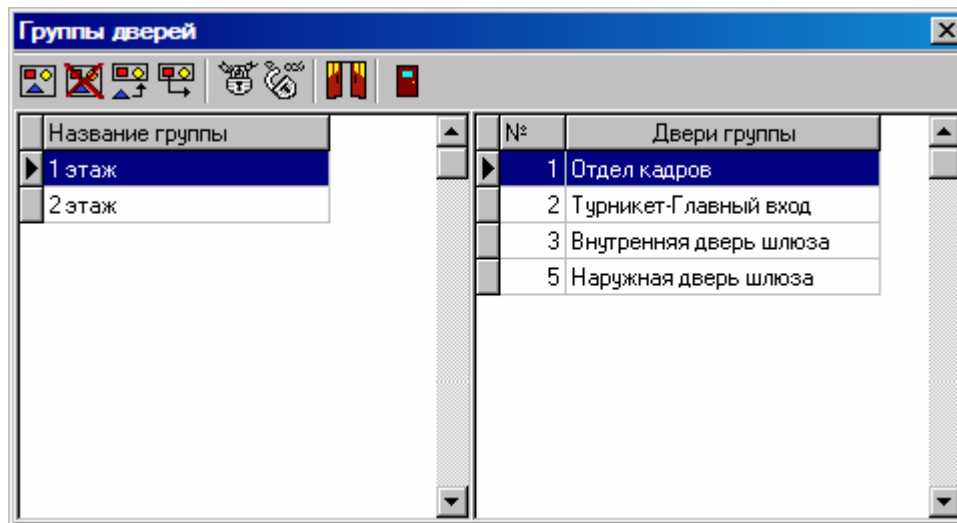 Группы дверей
Название группы
1 этаж
2 этаж
№ Двери группы
1 Отдел кадров
2 Турникет-Главный вход
3 Внутренняя дверь шлюза
5 Наружная дверь шлюза